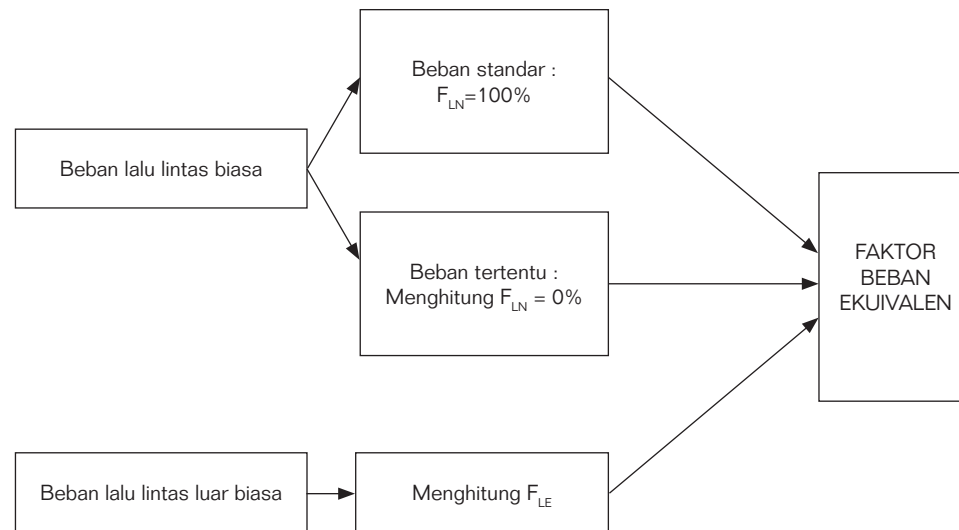 Beban standar :
F_LN=100%
Beban lalu lintas biasa
Beban tertentu :
Menghitung F_LN = 0%
FAKTOR
BEBAN
EKUIVALEN
Beban lalu lintas luar biasa
Menghitung F_LE